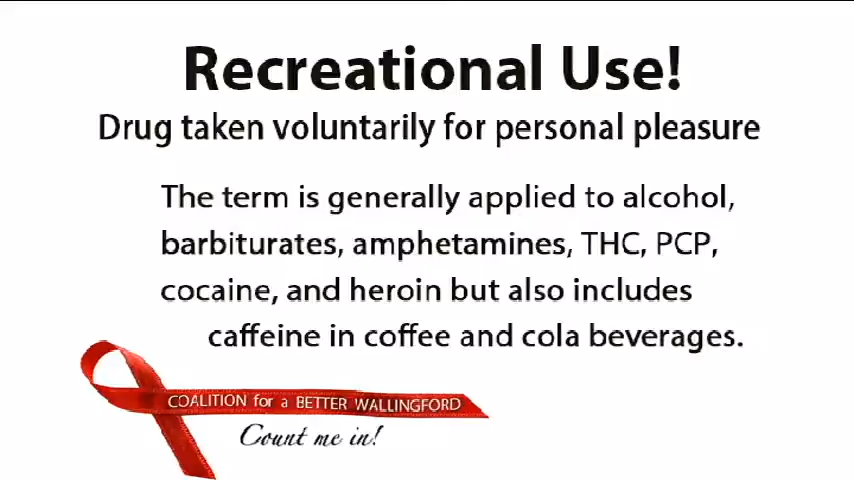 Recreational Use!
Drug taken voluntarily for personal pleasure
The term is generally applied to alcohol,
barbiturates, amphetamines, THC, PCP,
cocaine, and heroin but also includes
caffeine in coffee and cola beverages.
COALITION for a BETTER WALLINGFORD
Count me in!